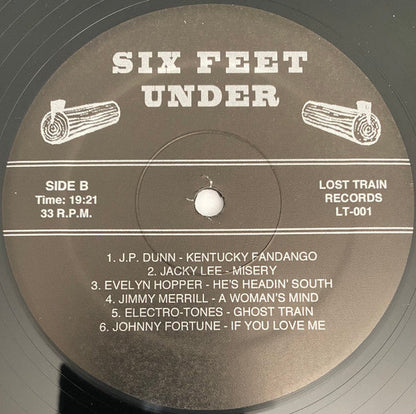 SIX FEET
UNDER
SIDE B
Time: 19:21
33 R.P.M.
LOST TRAIN
RECORDS
LT-001
1. J.P. DUNN - KENTUCKY FANDANGO
2. JACKY LEE - MISERY
3. EVELYN HOPPER - HE'S HEADIN' SOUTH
4. JIMMY MERRILL - A WOMAN'S MIND
5. ELECTRO-TONES - GHOST TRAIN
6. JOHNNY FORTUNE - IF YOU LOVE ME